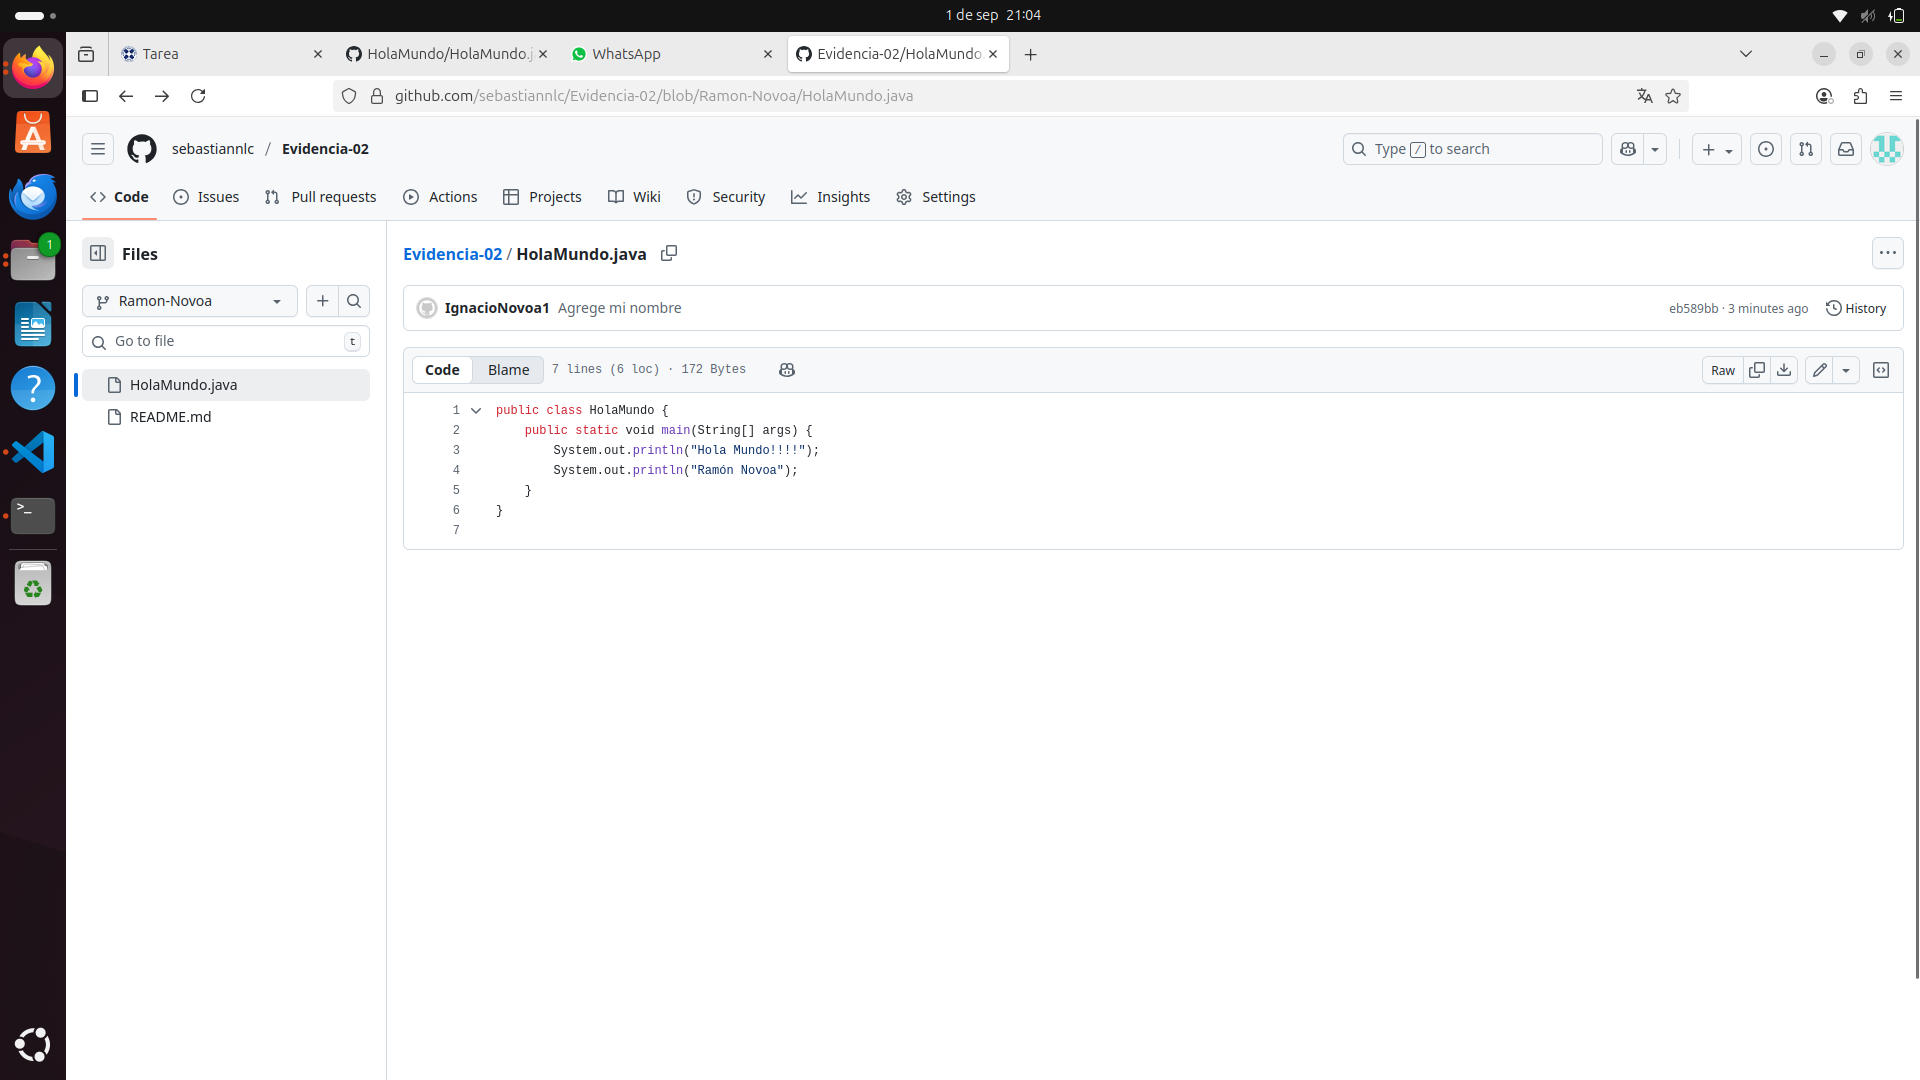 1 de sep 21:04
Tarea
HolaMundo/HolaMundo.j
WhatsApp
Evidencia-02/HolaMundo
github.com/sebastiannlc/Evidencia-02/blob/Ramon-Novoa/HolaMundo.java
sebastiannlc / Evidencia-02
Type / to search
Code
Issues
Pull requests
Actions
Projects
Wiki
Security
Insights
Settings
1
Files
Evidencia-02 / HolaMundo.java
Ramon-Novoa
IgnacioNovoa1 Agrege mi nombre
eb589bb · 3 minutes ago
History
Go to file
t
Code
Blame
7 lines (6 loc) · 172 Bytes
Raw
HolaMundo.java
README.md
1 public class HolaMundo {
2 public static void main(String[] args) {
3 System.out.println("Hola Mundo!!!!");
4 System.out.println("Ramón Novoa");
5 }
6 }
7